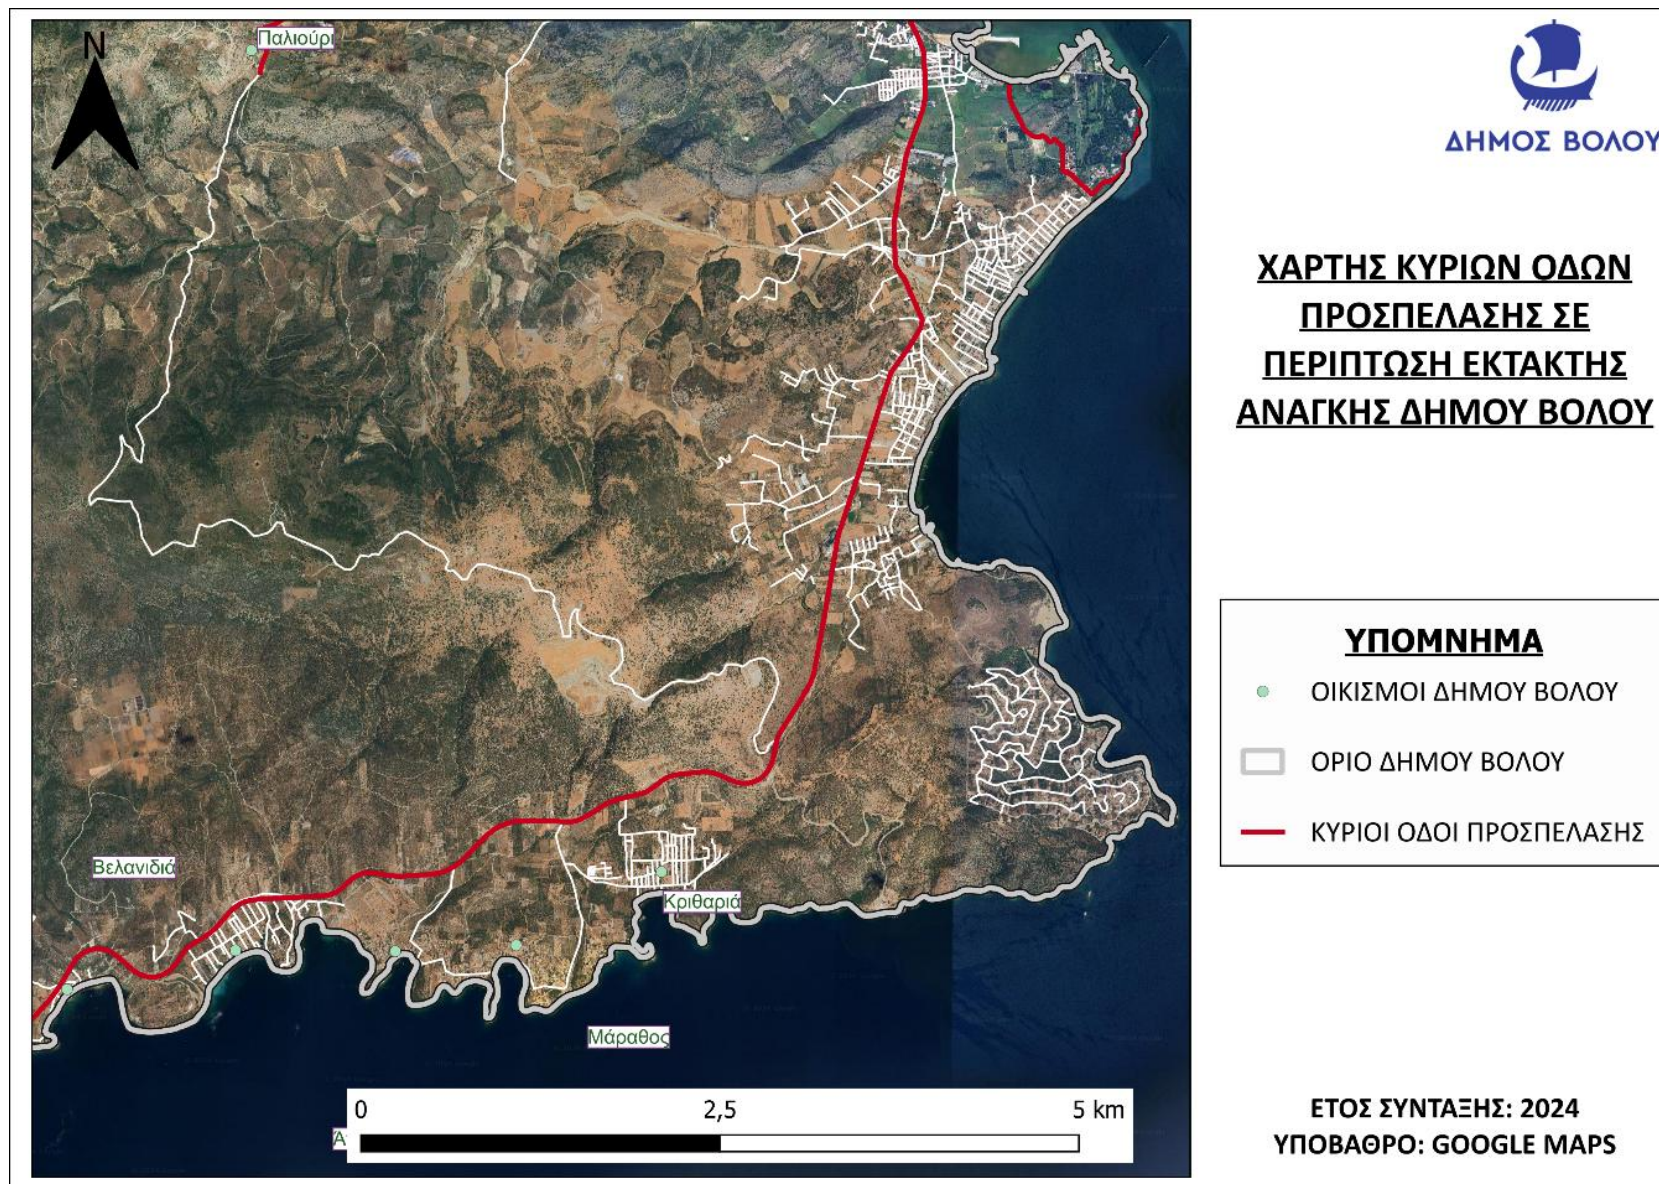 N
Παλιούρι
ΔΗΜΟΣ ΒΟΛΟΥ
ΧΑΡΤΗΣ ΚΥΡΙΩΝ ΟΔΩΝ
ΠΡΟΣΠΕΛΑΣΗΣ ΣΕ
ΠΕΡΙΠΤΩΣΗ ΕΚΤΑΚΤΗΣ
ΑΝΑΓΚΗΣ ΔΗΜΟΥ ΒΟΛΟΥ
ΥΠΟΜΝΗΜΑ
ΟΙΚΙΣΜΟΙ ΔΗΜΟΥ ΒΟΛΟΥ
ΟΡΙΟ ΔΗΜΟΥ ΒΟΛΟΥ
ΚΥΡΙΟΙ ΟΔΟΙ ΠΡΟΣΠΕΛΑΣΗΣ
Βελανιδιά
Κριθαριά
Μάραθος
0 2,5 5 km
ΕΤΟΣ ΣΥΝΤΑΞΗΣ: 2024
ΥΠΟΒΑΘΡΟ: GOOGLE MAPS